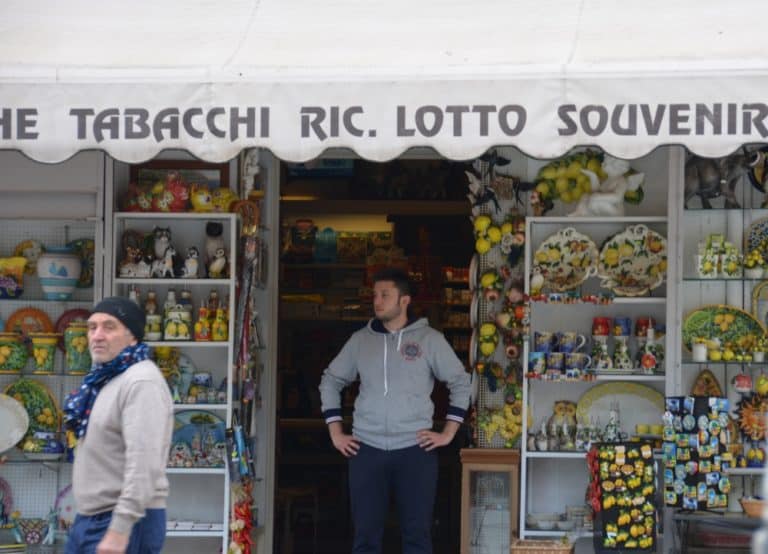 HE TABACCHI RIC. LOTTO SOUVENIR